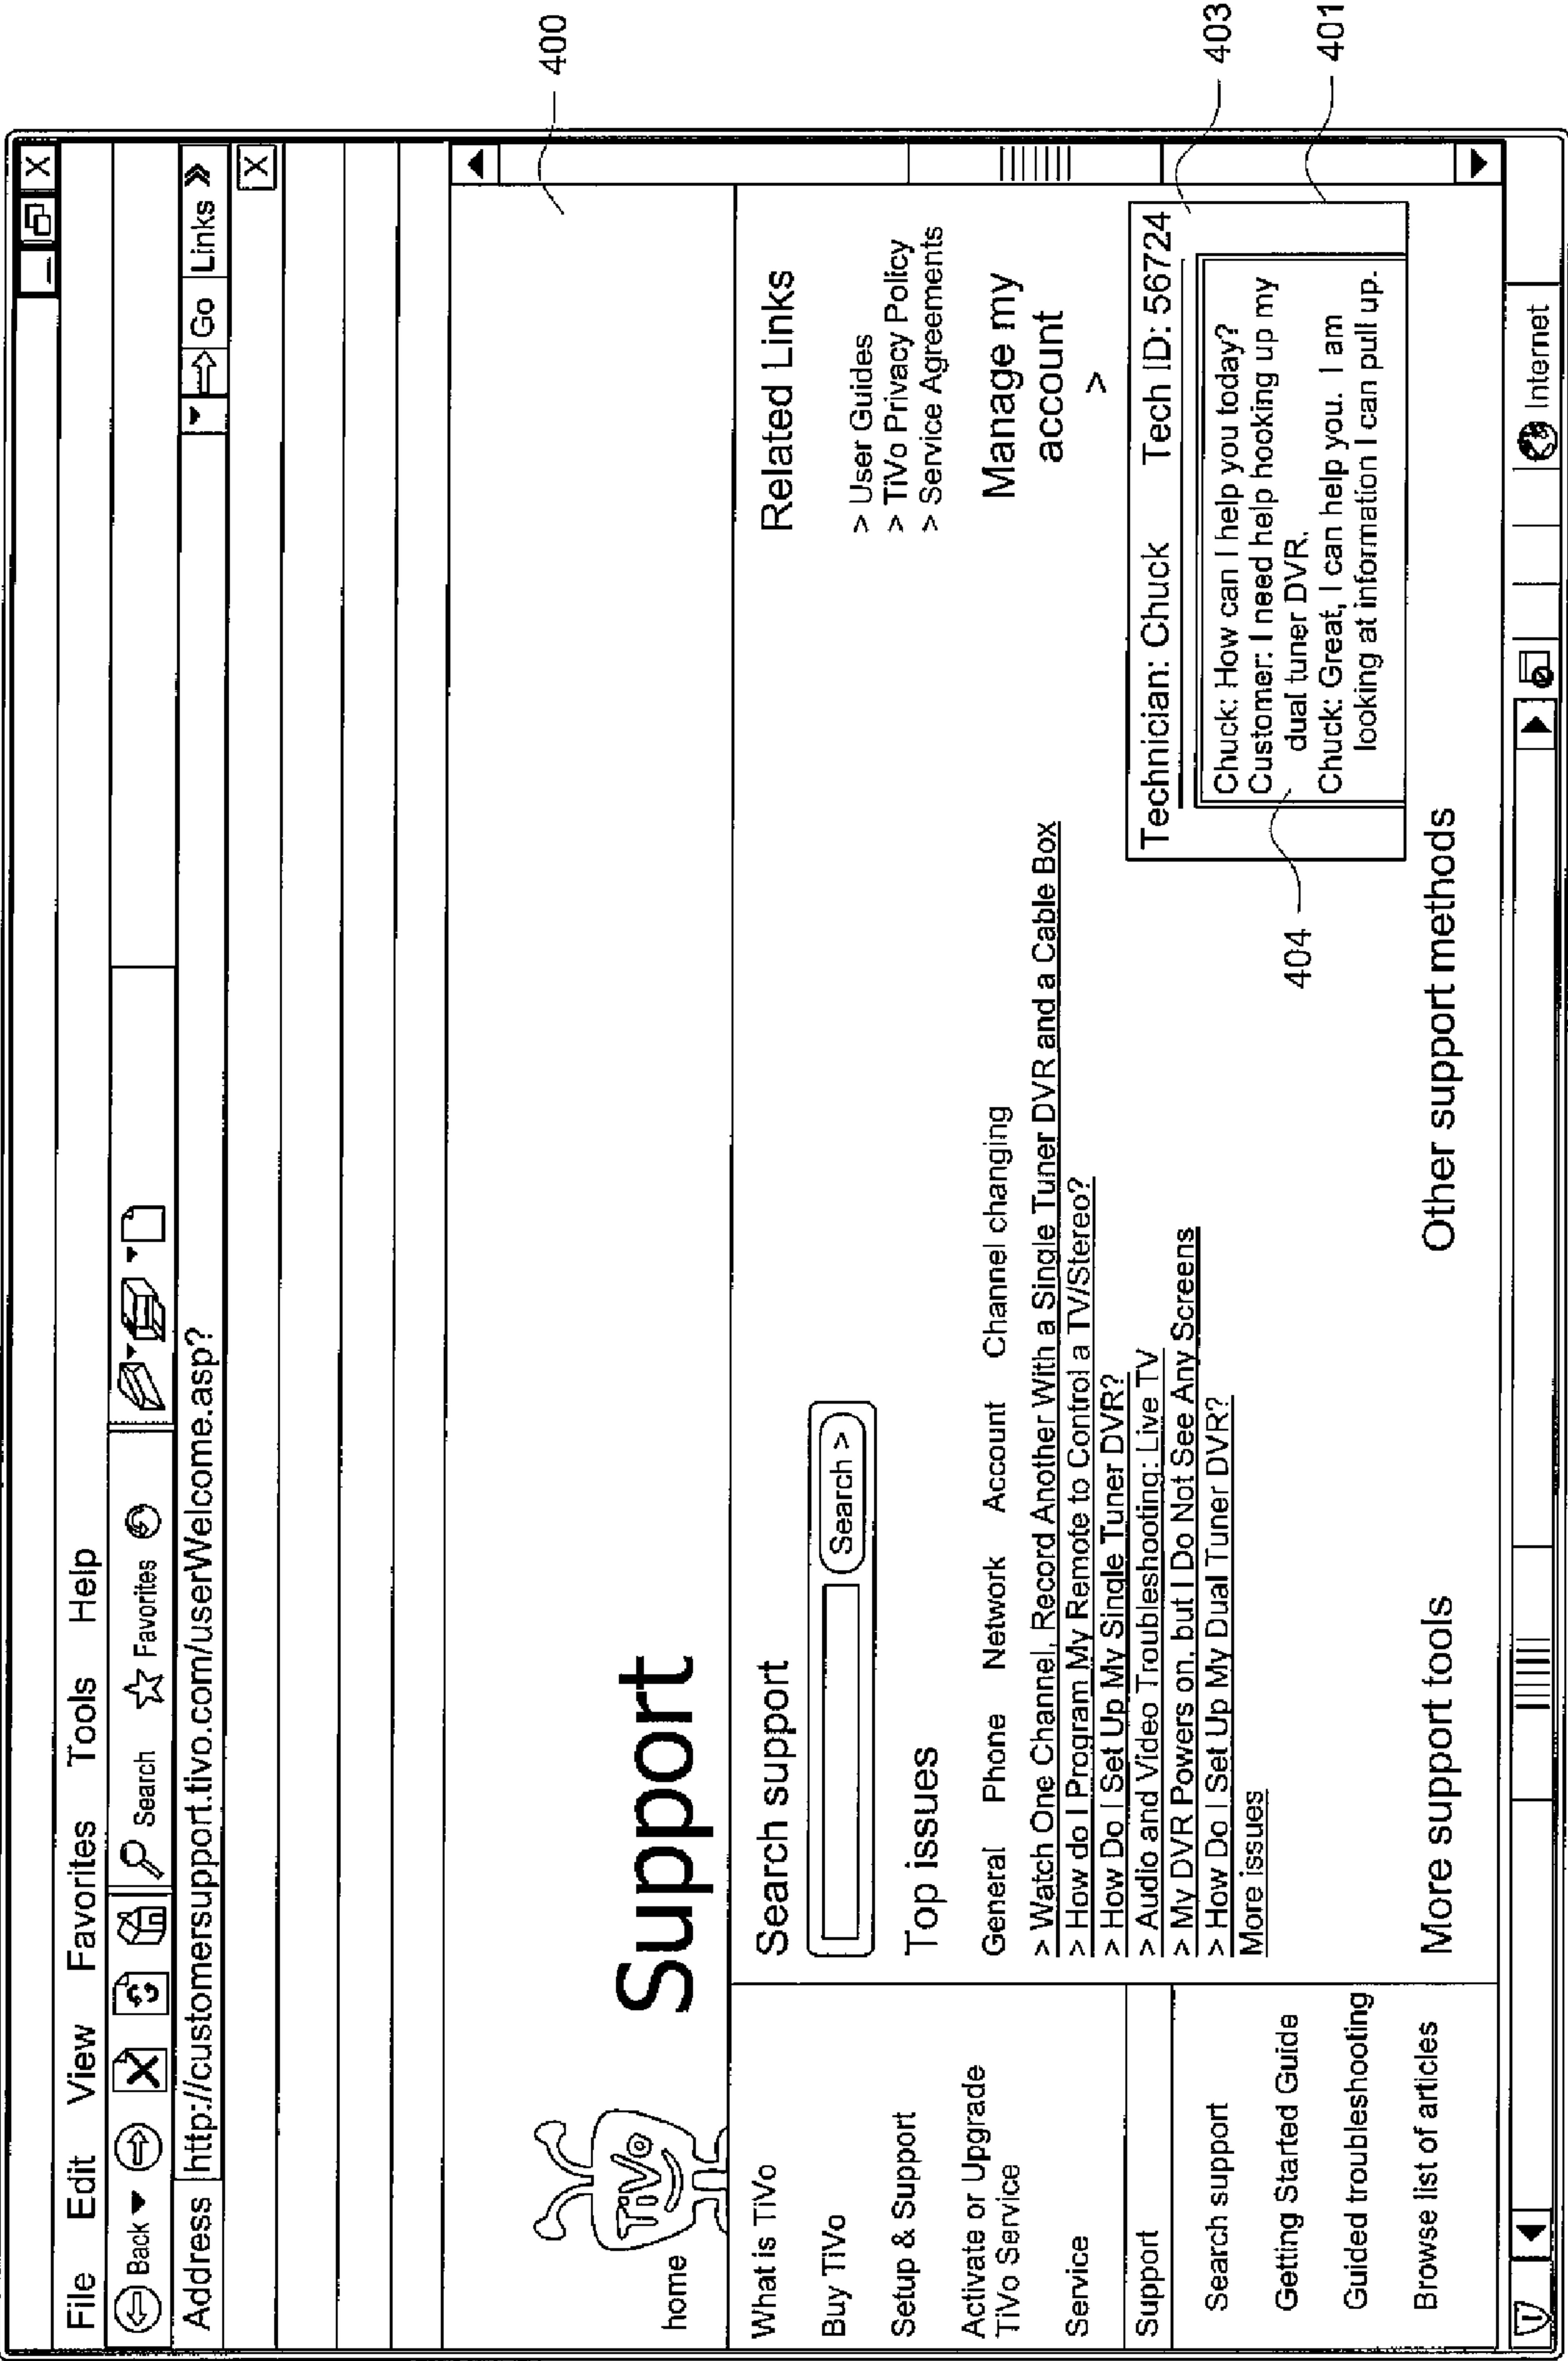 File Edit View Favorites Tools Help
Back Search Favorites
Address http://customersupport.tivo.com/userWelcome.asp? Go Links »
X
400
TiVo
home
Support
What is TiVo
Buy TiVo
Setup & Support
Activate or Upgrade
TiVo Service
Service
Support
Search support
Getting Started Guide
Guided troubleshooting
Browse list of articles
Search support
Search >
Top issues
General Phone Network Account Channel changing
> Watch One Channel, Record Another With a Single Tuner DVR and a Cable Box
> How do I Program My Remote to Control a TV/Stereo?
> How Do I Set Up My Single Tuner DVR?
> Audio and Video Troubleshooting: Live TV
> My DVR Powers on, but I Do Not See Any Screens
> How Do I Set Up My Dual Tuner DVR?
More issues
More support tools
Other support methods
Related Links
> User Guides
> TiVo Privacy Policy
> Service Agreements
Manage my
account
>
Technician: Chuck Tech ID: 56724
Chuck: How can I help you today?
Customer: I need help hooking up my
dual tuner DVR.
Chuck: Great, I can help you. I am
looking at information I can pull up.
403
401
404
Internet